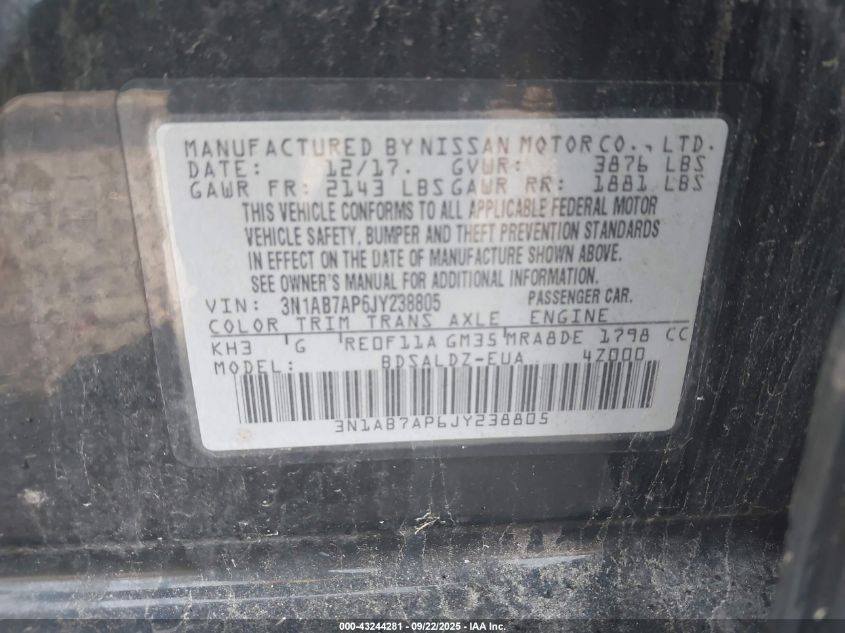 MANUFACTURED BY NISSAN MOTOR CO., LTD.
DATE: 12/17. GVWR: 3876 LBS
GAWR FR: 2143 LBS GAWR RR: 1881 LBS
THIS VEHICLE CONFORMS TO ALL APPLICABLE FEDERAL MOTOR
VEHICLE SAFETY, BUMPER AND THEFT PREVENTION STANDARDS
IN EFFECT ON THE DATE OF MANUFACTURE SHOWN ABOVE.
SEE OWNER'S MANUAL FOR ADDITIONAL INFORMATION.
VIN: 3N1AB7AP6JY238805 PASSENGER CAR.
COLOR TRIM TRANS AXLE ENGINE
KH3 G RE0F11A GM35 MRA8DE 1798 CC
MODEL: BDSALDZ-EUA 4Z000
3N1AB7AP6JY238805
000-43244281 - 09/22/2025 - IAA Inc.